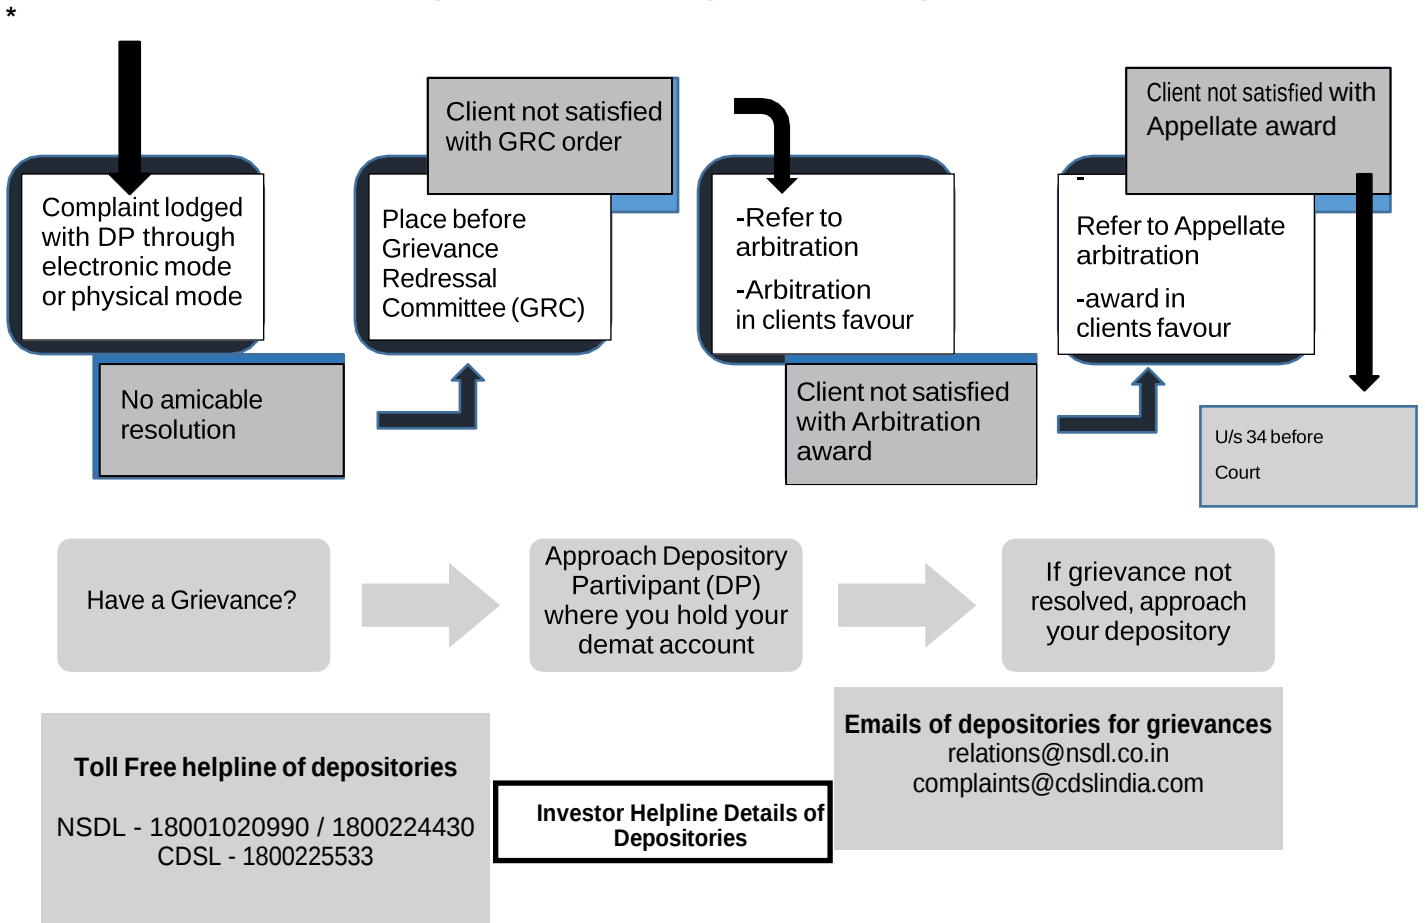 *
Complaint lodged
with DP through
electronic mode
or physical mode
No amicable
resolution
Client not satisfied
with GRC order
Place before
Grievance
Redressal
Committee (GRC)
-Refer to
arbitration
-Arbitration
in clients favour
Client not satisfied
with Arbitration
award
Client not satisfied with
Appellate award
-
Refer to Appellate
arbitration
-award in
clients favour
U/s 34 before
Court
Have a Grievance?
Approach Depository
Partivipant (DP)
where you hold your
demat account
If grievance not
resolved, approach
your depository
Toll Free helpline of depositories
NSDL - 18001020990 / 1800224430
CDSL - 1800225533
Investor Helpline Details of
Depositories
Emails of depositories for grievances
relations@nsdl.co.in
complaints@cdslindia.com